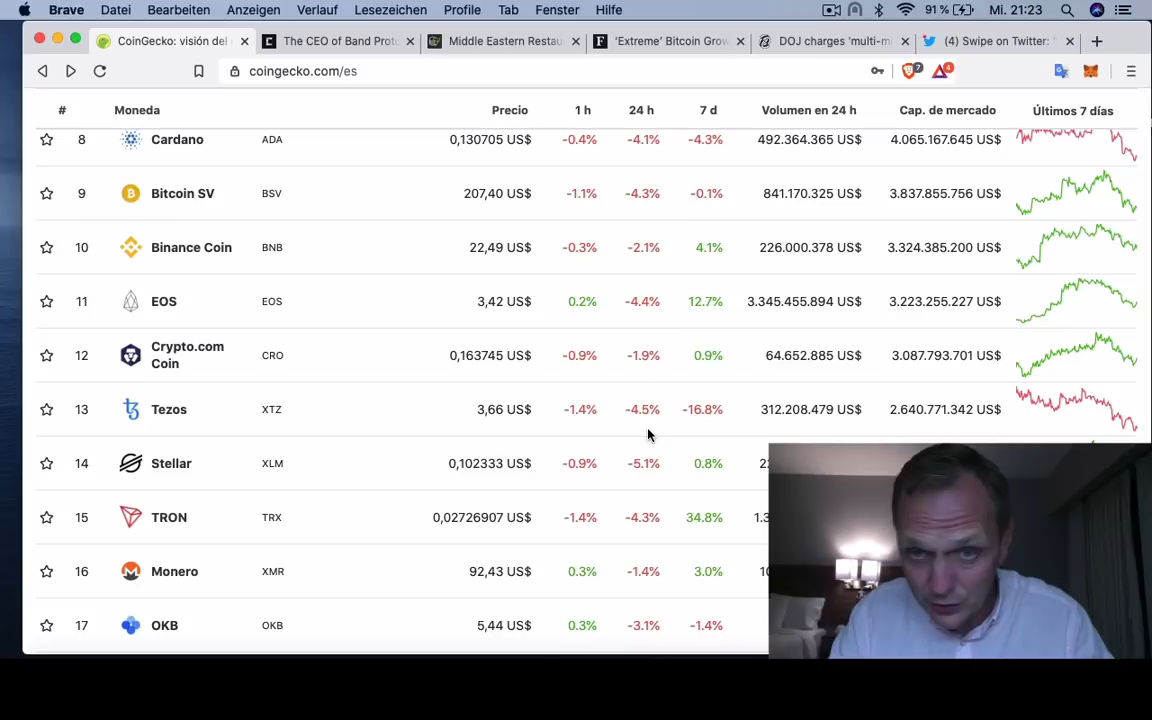 Brave Datei Bearbeiten Anzeigen Verlauf Lesezeichen Profile Tab Fenster Hilfe 91 % Mi. 21:23
CoinGecko: visión del The CEO of Band Prot Middle Eastern Restau 'Extreme' Bitcoin Grow DOJ charges 'multi-m (4) Swipe on Twitter: "
coingecko.com/es 7 4
# Moneda Precio 1 h 24 h 7 d Volumen en 24 h Cap. de mercado Últimos 7 días
8 Cardano ADA 0,130705 US$ -0.4% -4.1% -4.3% 492.364.365 US$ 4.065.167.645 US$
9 Bitcoin SV BSV 207,40 US$ -1.1% -4.3% -0.1% 841.170.325 US$ 3.837.855.756 US$
10 Binance Coin BNB 22,49 US$ -0.3% -2.1% 4.1% 226.000.378 US$ 3.324.385.200 US$
11 EOS EOS 3,42 US$ 0.2% -4.4% 12.7% 3.345.455.894 US$ 3.223.255.227 US$
12 Crypto.com Coin CRO 0,163745 US$ -0.9% -1.9% 0.9% 64.652.885 US$ 3.087.793.701 US$
13 Tezos XTZ 3,66 US$ -1.4% -4.5% -16.8% 312.208.479 US$ 2.640.771.342 US$
14 Stellar XLM 0,102333 US$ -0.9% -5.1% 0.8%
15 TRON TRX 0,02726907 US$ -1.4% -4.3% 34.8% 1.3
16 Monero XMR 92,43 US$ 0.3% -1.4% 3.0% 10
17 OKB OKB 5,44 US$ 0.3% -3.1% -1.4%